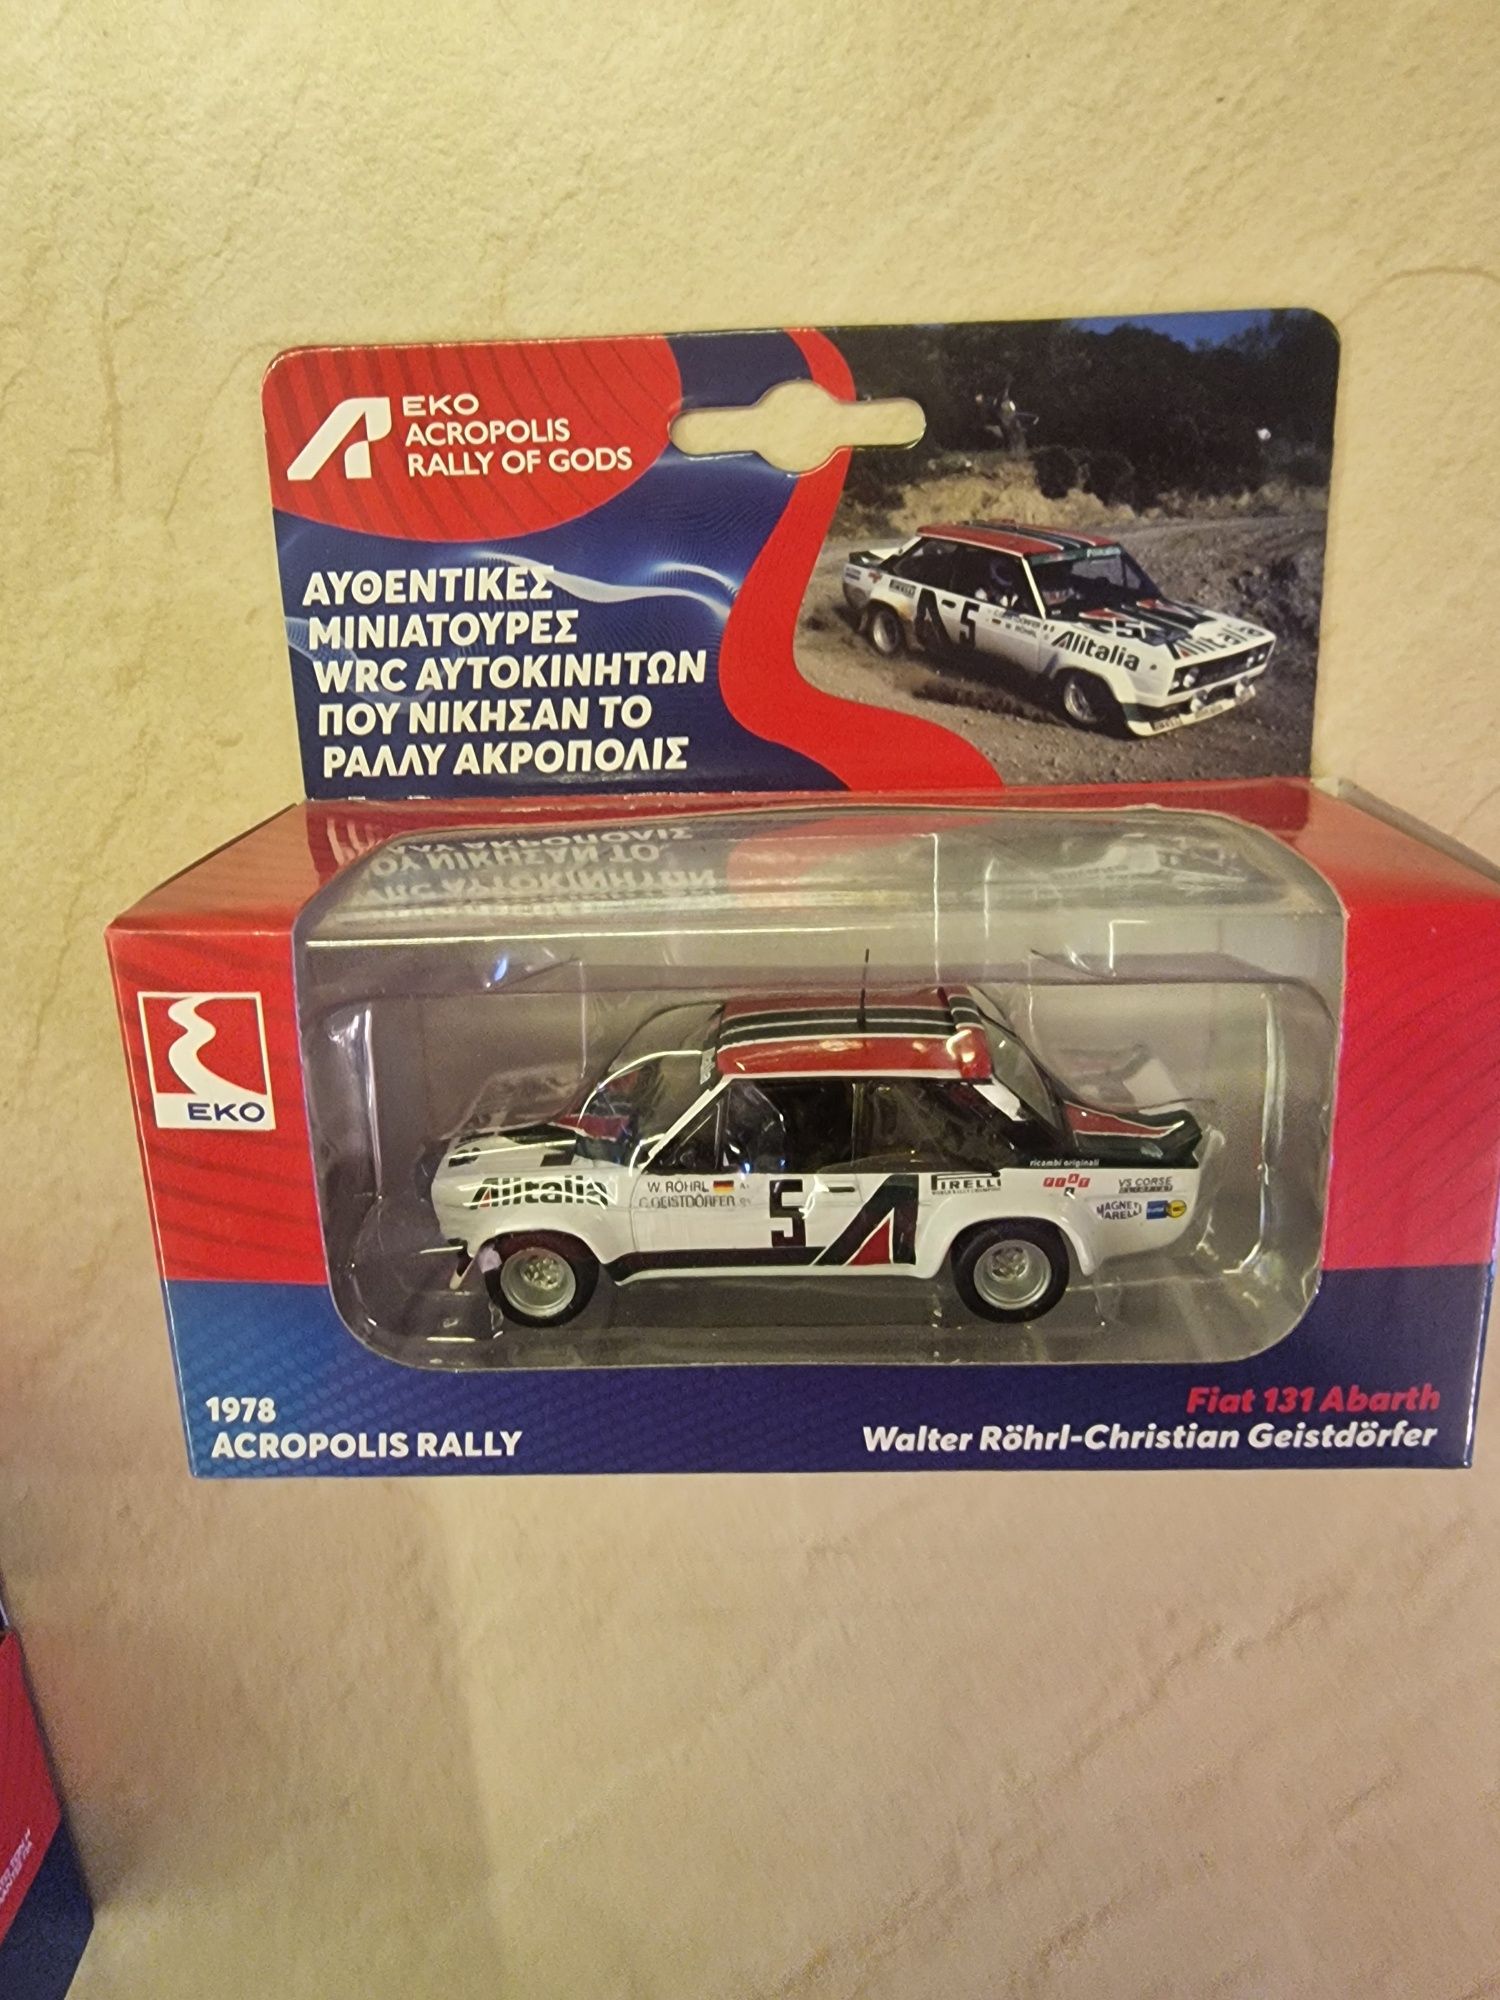 EKO
ACROPOLIS
RALLY OF GODS
ΑΥΘΕΝΤΙΚΕΣ
ΜΙΝΙΑΤΟΥΡΕΣ
WRC ΑΥΤΟΚΙΝΗΤΩΝ
ΠΟΥ ΝΙΚΗΣΑΝ ΤΟ
ΡΑΛΛΥ ΑΚΡΟΠΟΛΙΣ
5
Alitalia
Alitalia
EKO
Alitalia
W. RÖHRL
C. GEISTDÖRFER
5
PIRELLI
ricambi originali
FIAT
VS CORSE
MAGNETI
MARELLI
1978
ACROPOLIS RALLY
Fiat 131 Abarth
Walter Röhrl-Christian Geistdörfer